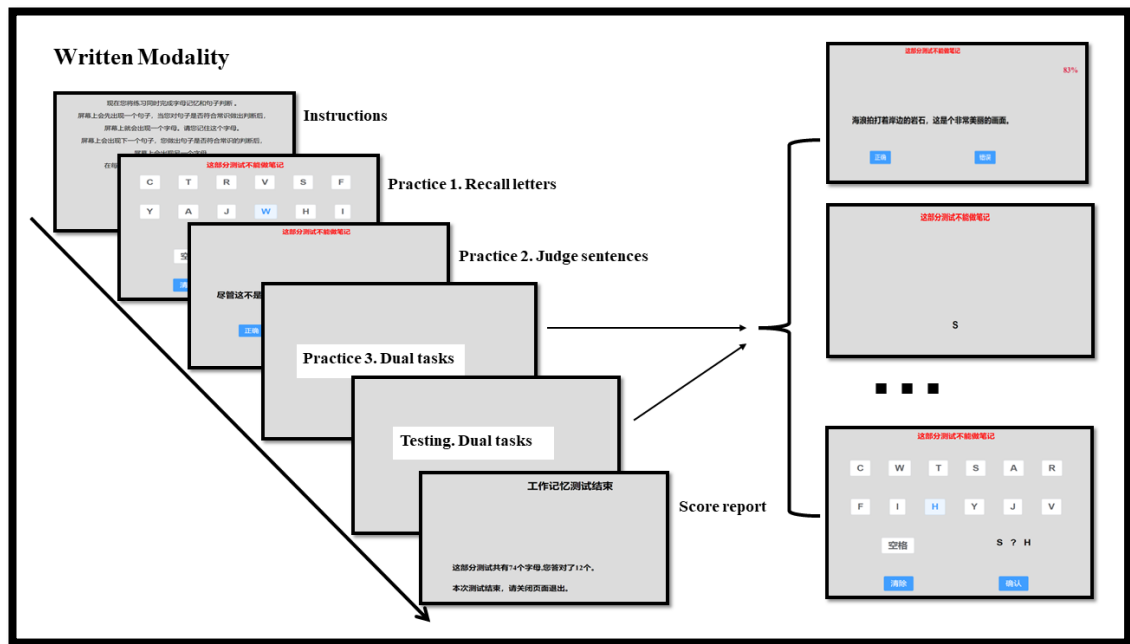 Written Modality
现在您将练习同时完成字母记忆和句子判断 。
屏幕上会先出现一个句子，当您对句子是否符合常识做出判断后，
屏幕上就会出现一个字母。请您记住这个字母。
屏幕上会出现下一个句子，您做出句子是否符合常识的判断后，
在每
Instructions
这部分测试不能做笔记
C T R V S F
Y A J W H I
Practice 1. Recall letters
这部分测试不能做笔记
尽管这不是
正确
Practice 2. Judge sentences
Practice 3. Dual tasks
Testing. Dual tasks
工作记忆测试结束
这部分测试共有74个字母,您答对了12个。
本次测试结束，请关闭页面退出。
Score report
这部分测试不能做笔记
83%
海浪拍打着岸边的岩石，这是个非常美丽的画面。
正确 错误
这部分测试不能做笔记
S
这部分测试不能做笔记
C W T S A R
F I H Y J V
空格 S ? H
清除 确认